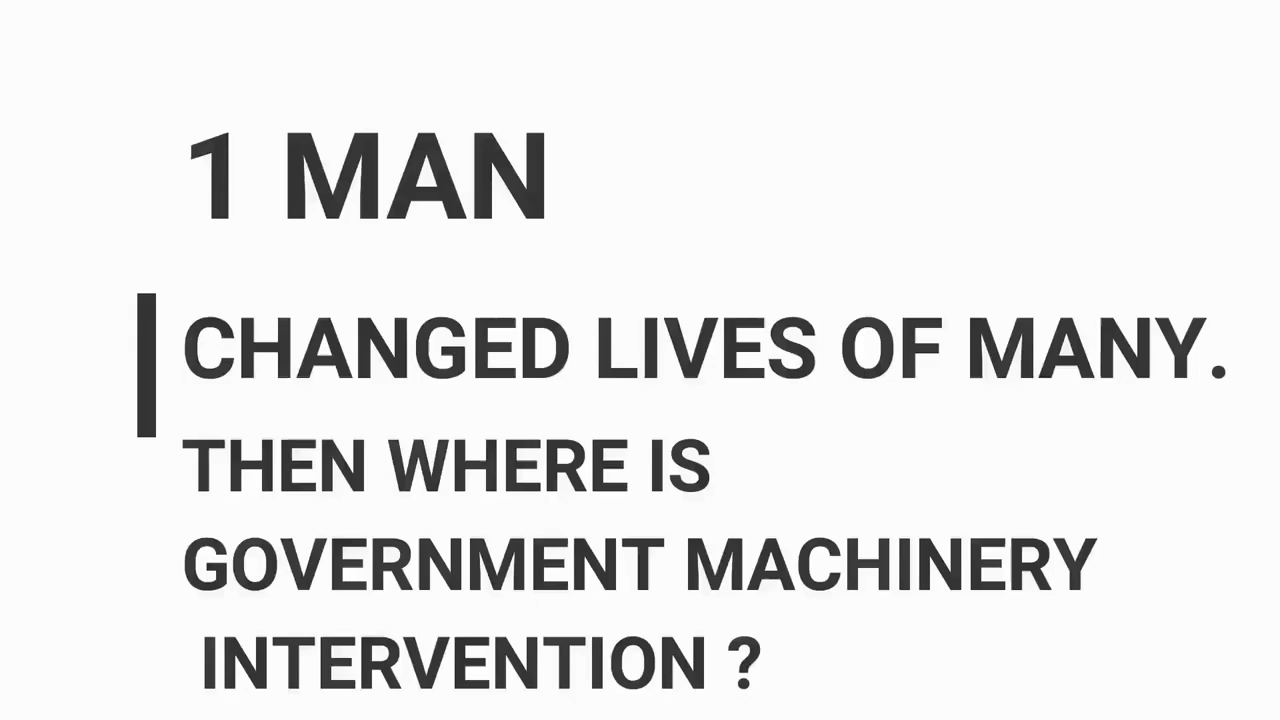 1 MAN
CHANGED LIVES OF MANY.
THEN WHERE IS
GOVERNMENT MACHINERY
INTERVENTION ?